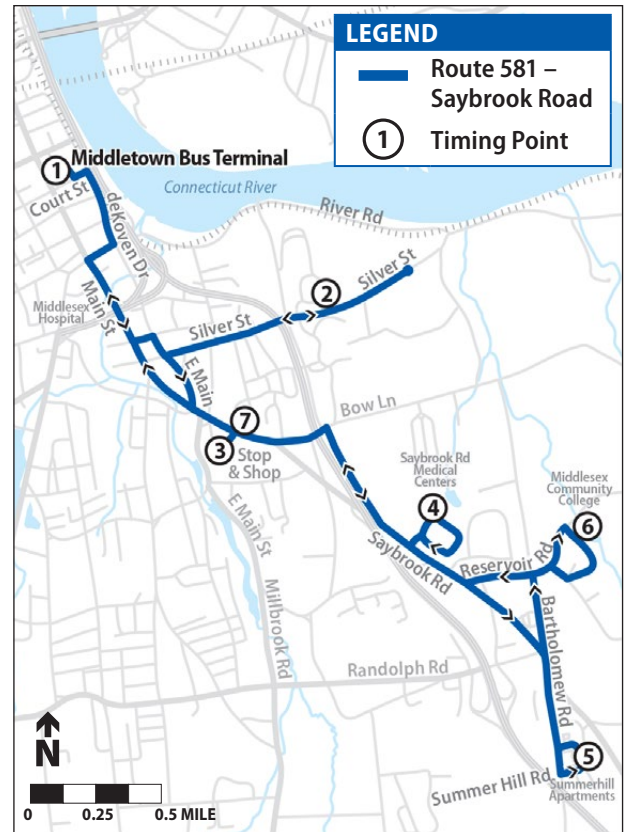 LEGEND
Route 581 –
Saybrook Road
1 Timing Point
1 Middletown Bus Terminal
Court St
Connecticut River
deKoven Dr
River Rd
Main St
Middlesex
Hospital
2
Silver St
Silver St
E Main
Bow Ln
7
3 Stop
& Shop
Saybrook Rd
Medical
Centers
4
Middlesex
Community
College
6
E Main St
Saybrook Rd
Reservoir Rd
Millbrook Rd
Bartholomew Rd
Randolph Rd
N
5
Summer Hill Rd
Summerhill
Apartments
0 0.25 0.5 MILE